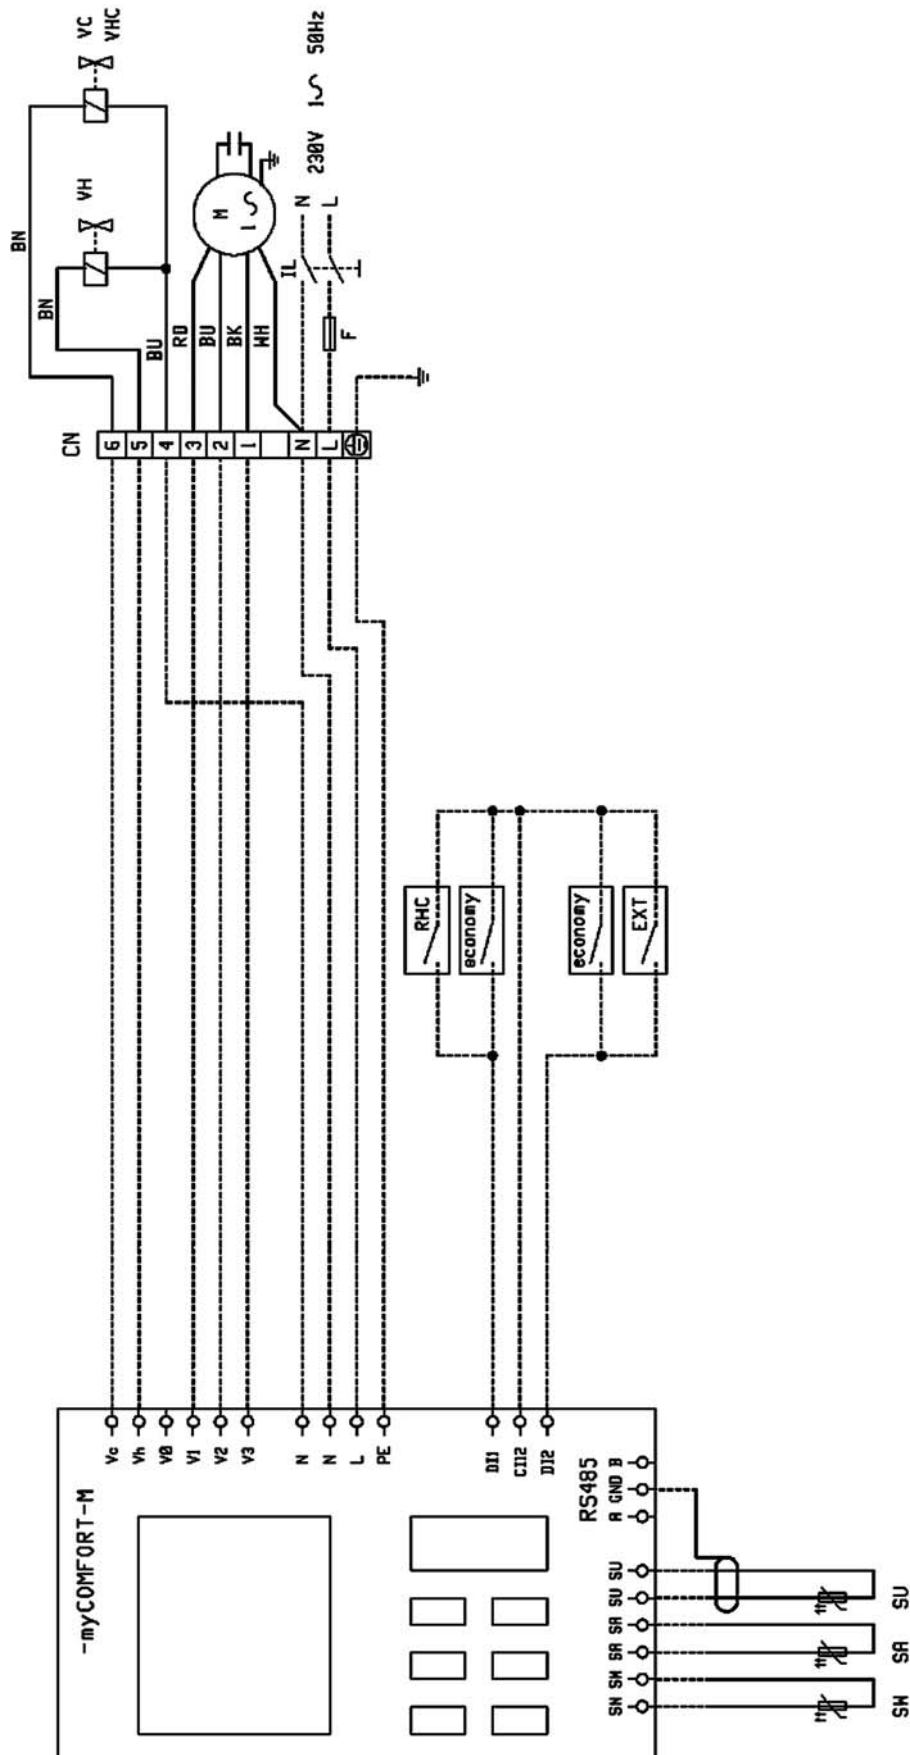 VC
VHC
VH
BN
BN
BU
RD
BU
BK
WH
M
1
IL
N
L
F
230V 1 50Hz
CN
6
5
4
3
2
1
N
L
RHC
economy
economy
EXT
-myCOMFORT-M
Vc
Vh
V0
V1
V2
V3
N
N
L
PE
DI1
CI12
DI2
RS485
A GND B
SW SW SA SA SU SU
SW
SA
SU